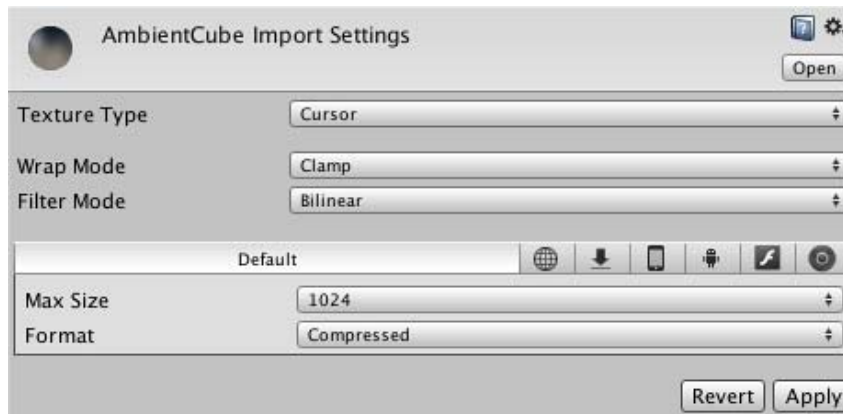 AmbientCube Import Settings
Open
Texture Type Cursor
Wrap Mode Clamp
Filter Mode Bilinear
Default
Max Size 1024
Format Compressed
Revert Apply